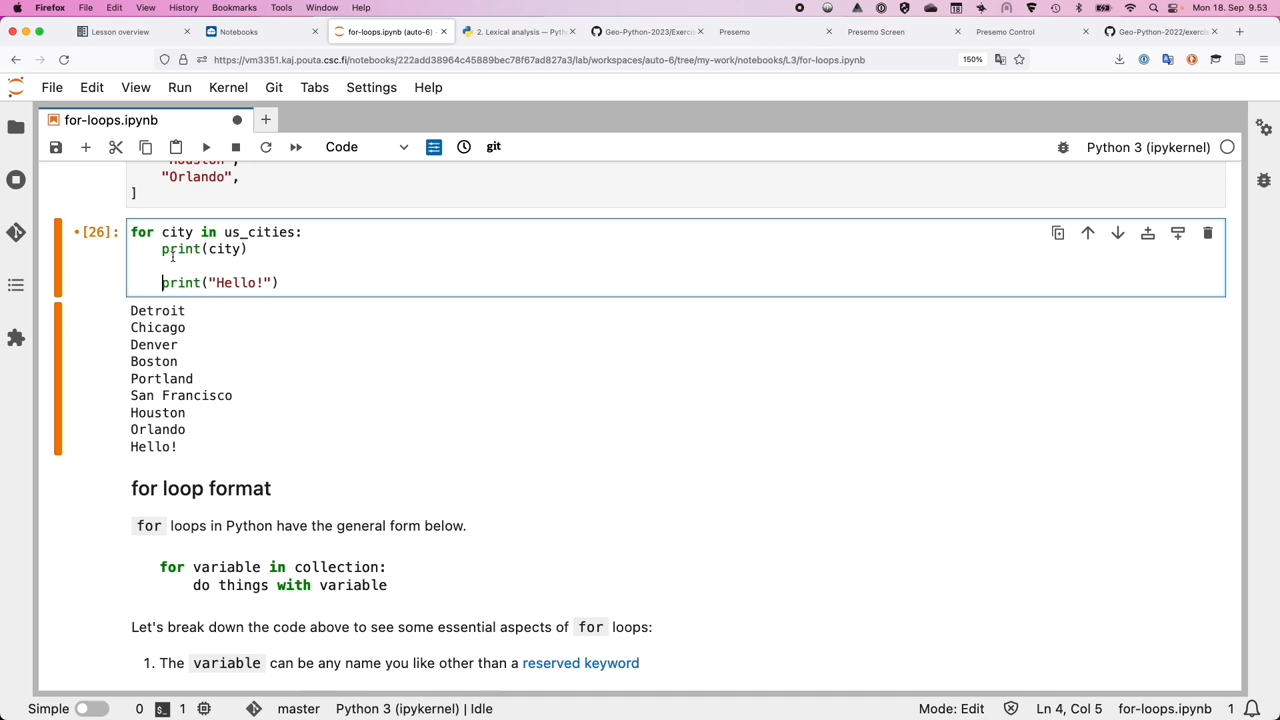 Firefox File Edit View History Bookmarks Tools Window Help Mon 18. Sep 9.53
Lesson overview Notebooks for-loops.ipynb (auto-6) 2. Lexical analysis — Pyth Geo-Python-2023/Exerci Presemo Presemo Screen Presemo Control Geo-Python-2022/exercis
https://vm3351.kaj.pouta.csc.fi/notebooks/222add38964c45889bec78f67ad827a3/lab/workspaces/auto-6/tree/my-work/notebooks/L3/for-loops.ipynb 150%
File Edit View Run Kernel Git Tabs Settings Help
for-loops.ipynb
Code git Python 3 (ipykernel)
"Houston",
"Orlando",
]
[26]: for city in us_cities:
print(city)
print("Hello!")
Detroit
Chicago
Denver
Boston
Portland
San Francisco
Houston
Orlando
Hello!
for loop format
for loops in Python have the general form below.
for variable in collection:
do things with variable
Let's break down the code above to see some essential aspects of for loops:
1. The variable can be any name you like other than a reserved keyword
Simple 0 1 master Python 3 (ipykernel) | Idle Mode: Edit Ln 4, Col 5 for-loops.ipynb 1